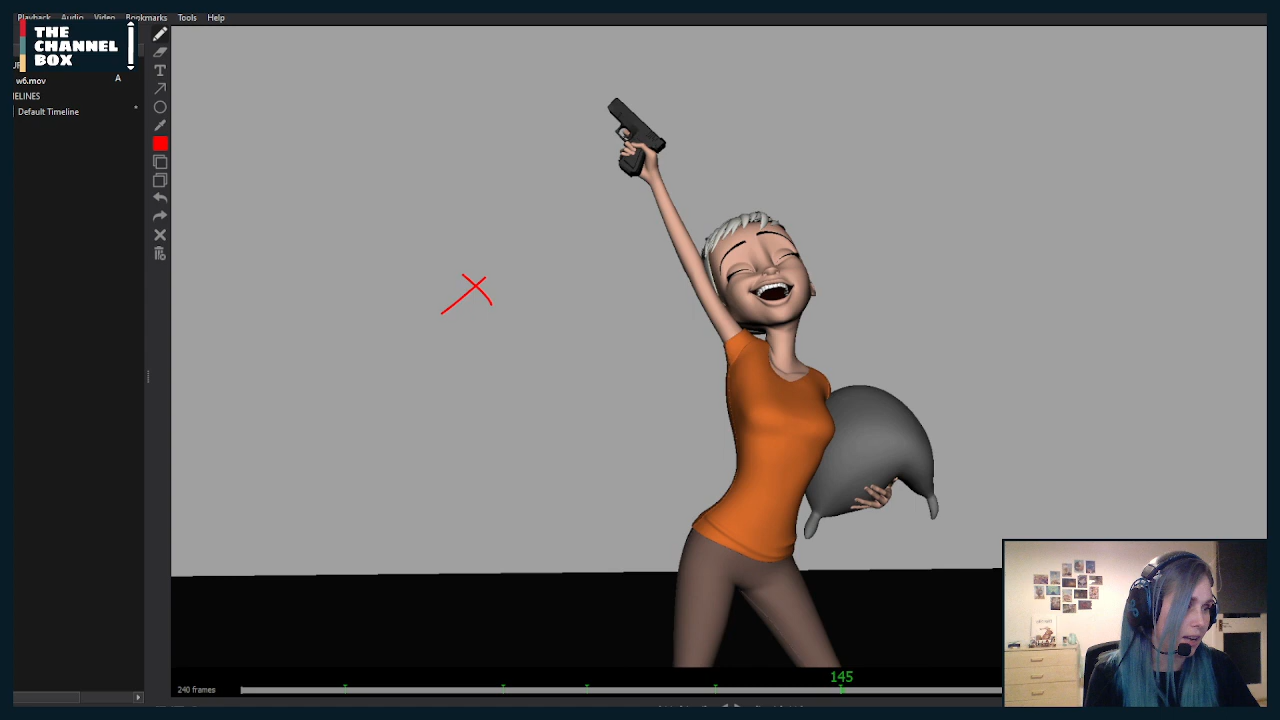 Playback Audio Video Bookmarks Tools Help
THE
CHANNEL
BOX
w6.mov A
ELINES
Default Timeline
T
145
240 frames